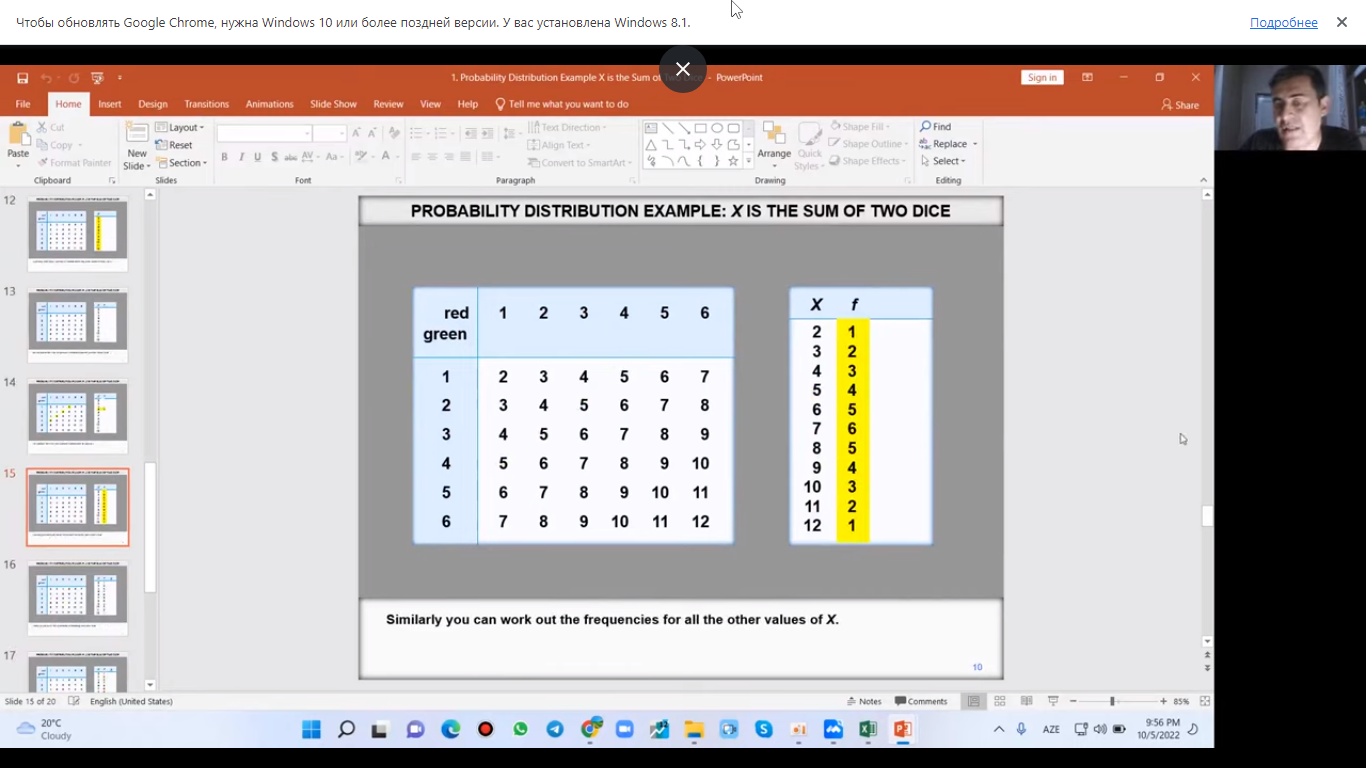 Чтобы обновлять Google Chrome, нужна Windows 10 или более поздней версии. У вас установлена Windows 8.1.
Подробнее
1. Probability Distribution Example X is the Sum of Two Dice - PowerPoint
Sign in
File Home Insert Design Transitions Animations Slide Show Review View Help Tell me what you want to do
Share
Paste
Cut
Copy
Format Painter
Clipboard
New
Slide
Layout
Reset
Section
Slides
B I U S abc AV Aa A
Font
Text Direction
Align Text
Convert to SmartArt
Paragraph
Arrange
Quick
Styles
Shape Fill
Shape Outline
Shape Effects
Drawing
Find
Replace
Select
Editing
12
13
14
15
16
17
PROBABILITY DISTRIBUTION EXAMPLE: X IS THE SUM OF TWO DICE
red 1 2 3 4 5 6
green
1 2 3 4 5 6 7
2 3 4 5 6 7 8
3 4 5 6 7 8 9
4 5 6 7 8 9 10
5 6 7 8 9 10 11
6 7 8 9 10 11 12
X f
2 1
3 2
4 3
5 4
6 5
7 6
8 5
9 4
10 3
11 2
12 1
Similarly you can work out the frequencies for all the other values of X.
10
Slide 15 of 20 English (United States)
Notes Comments 85%
20°C
Cloudy
AZE
9:56 PM
10/5/2022